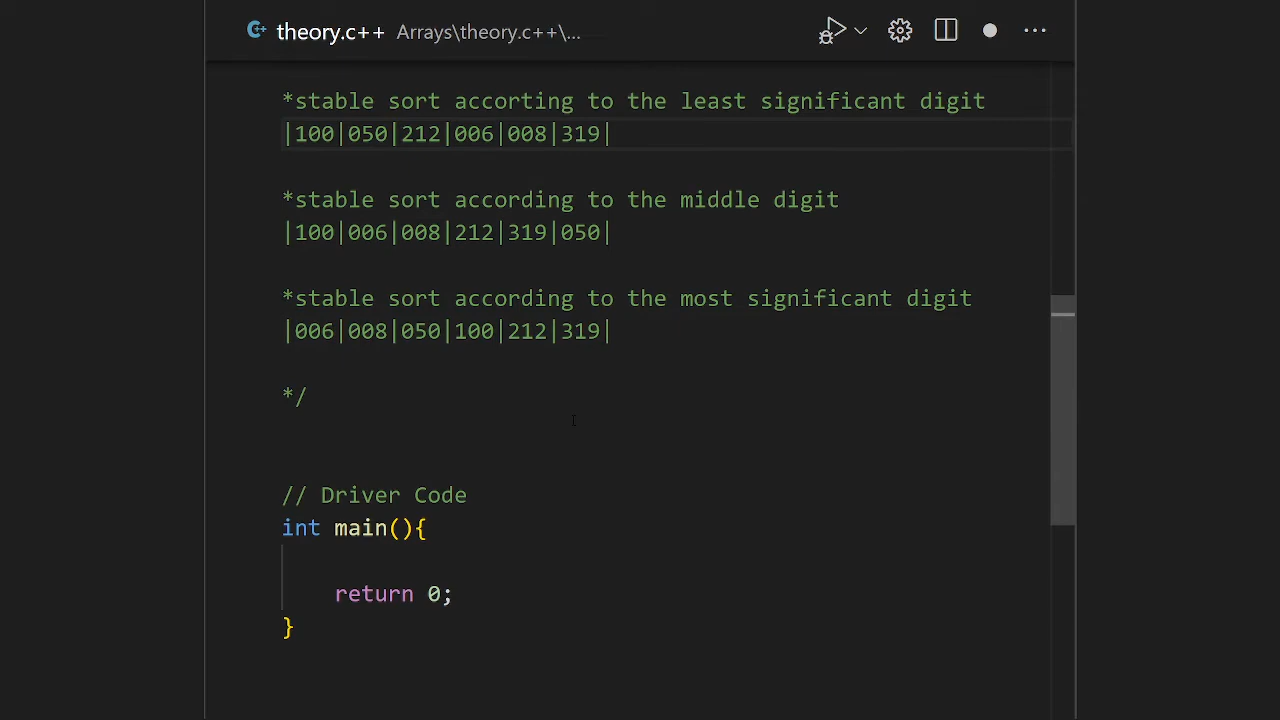 theory.c++ Arrays\theory.c++\...
*stable sort accorting to the least significant digit
|100|050|212|006|008|319|
*stable sort according to the middle digit
|100|006|008|212|319|050|
*stable sort according to the most significant digit
|006|008|050|100|212|319|
*/
// Driver Code
int main(){
return 0;
}